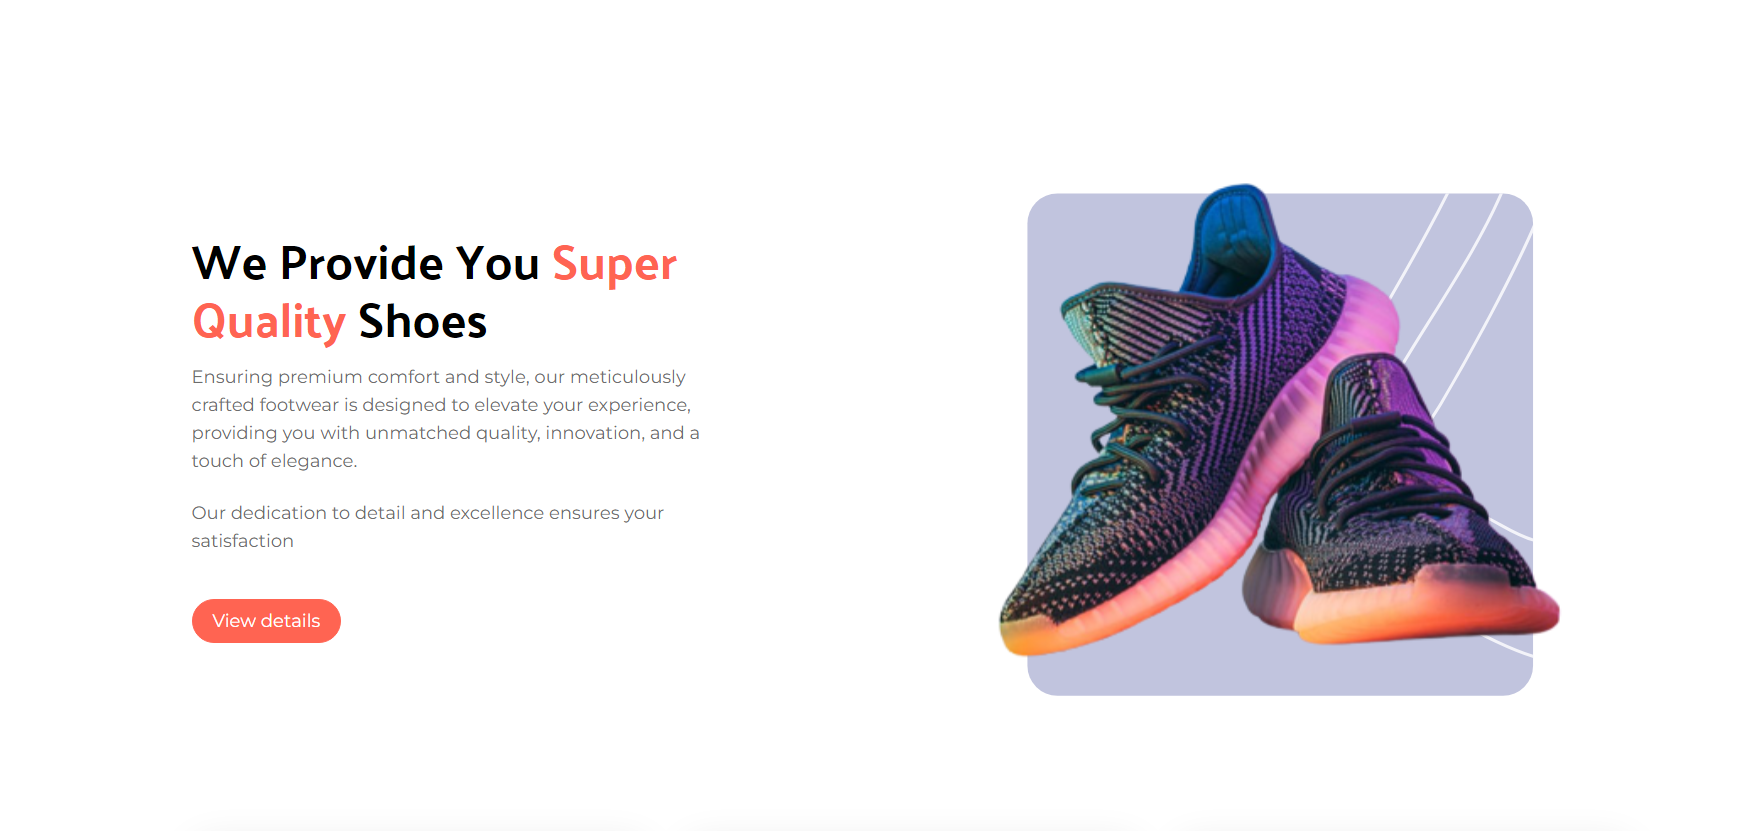 We Provide You Super
Quality Shoes
Ensuring premium comfort and style, our meticulously
crafted footwear is designed to elevate your experience,
providing you with unmatched quality, innovation, and a
touch of elegance.
Our dedication to detail and excellence ensures your
satisfaction
View details